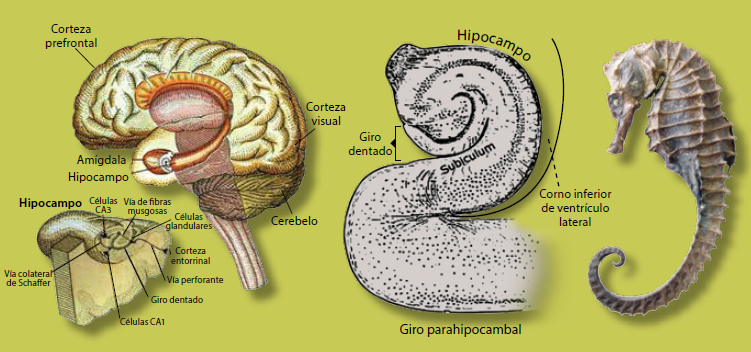 Corteza
prefrontal
Corteza
visual
Amígdala
Hipocampo
Cerebelo
Hipocampo
Células
CA3
Vía de fibras
musgosas
Células
glandulares
Corteza
entorrinal
Vía perforante
Giro dentado
Células CA1
Vía colateral
de Schaffer
Hipocampo
Giro
dentado
Subiculum
Corno inferior
de ventrículo
lateral
Giro parahipocambal